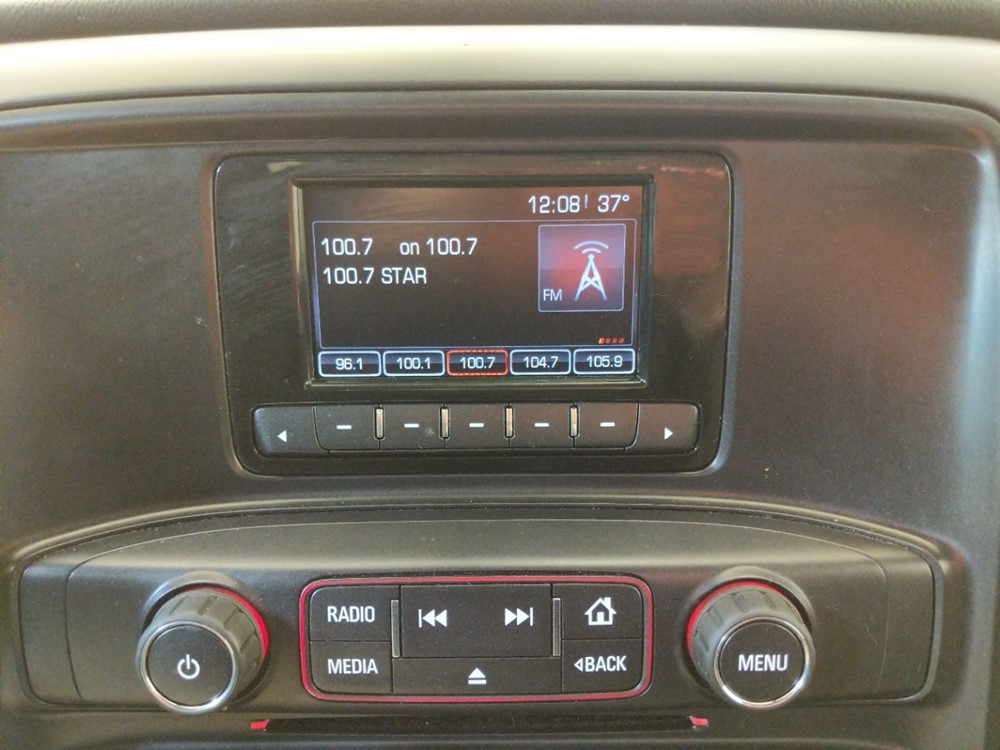 12:08 37°
100.7 on 100.7
100.7 STAR
FM
96.1 100.1 100.7 104.7 105.9
RADIO
MEDIA
◁BACK
MENU